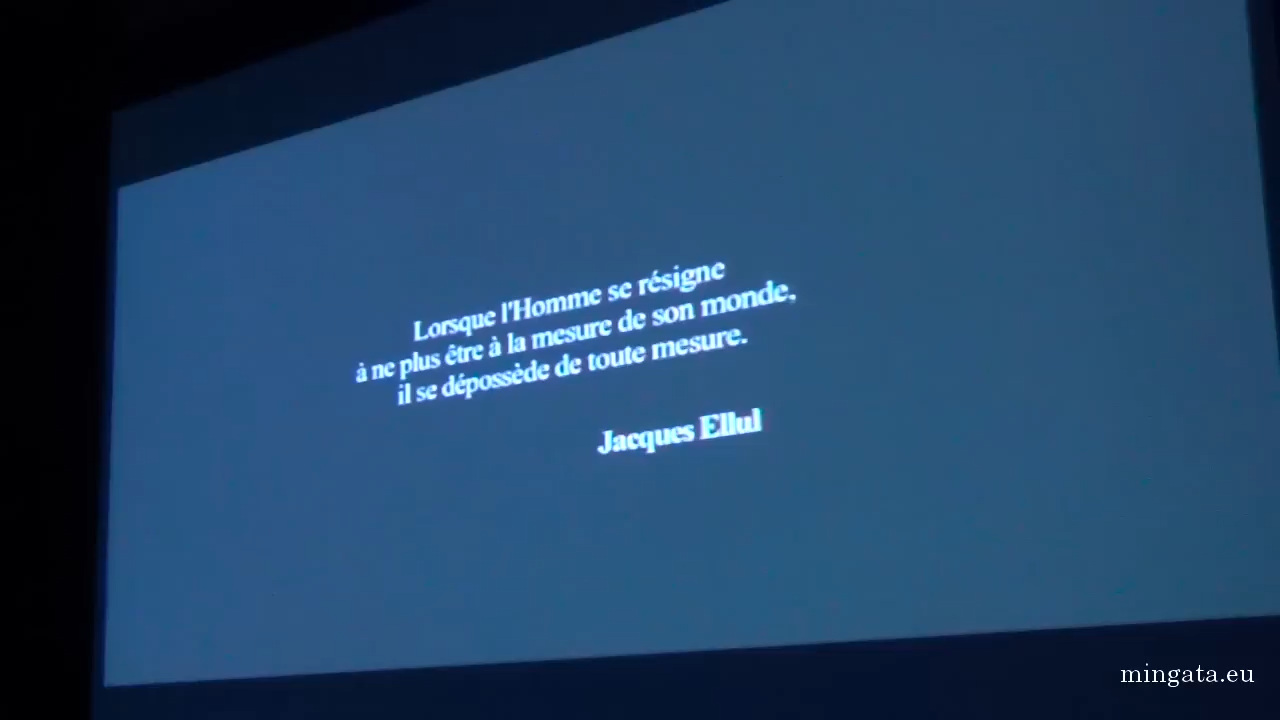 Lorsque l'Homme se résigne
à ne plus être à la mesure de son monde,
il se dépossède de toute mesure.
Jacques Ellul
mingata.eu